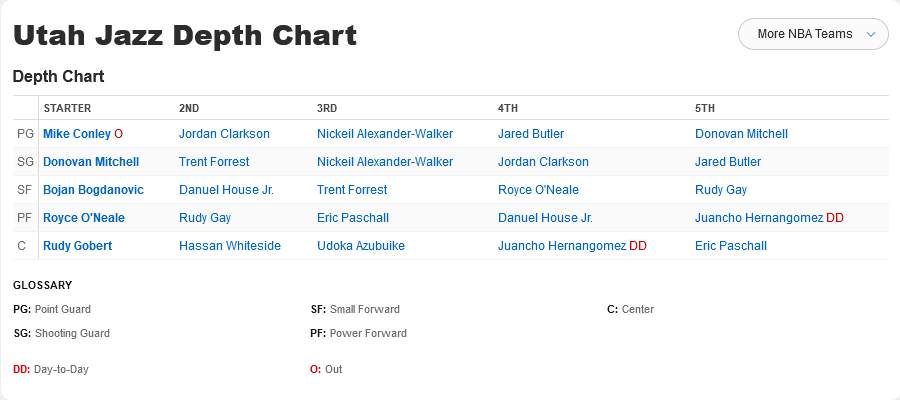 Utah Jazz Depth Chart
More NBA Teams
Depth Chart
STARTER 2ND 3RD 4TH 5TH
PG Mike Conley O Jordan Clarkson Nickeil Alexander-Walker Jared Butler Donovan Mitchell
SG Donovan Mitchell Trent Forrest Nickeil Alexander-Walker Jordan Clarkson Jared Butler
SF Bojan Bogdanovic Danuel House Jr. Trent Forrest Royce O'Neale Rudy Gay
PF Royce O'Neale Rudy Gay Eric Paschall Danuel House Jr. Juancho Hernangomez DD
C Rudy Gobert Hassan Whiteside Udoka Azubuike Juancho Hernangomez DD Eric Paschall
GLOSSARY
PG: Point Guard SF: Small Forward C: Center
SG: Shooting Guard PF: Power Forward
DD: Day-to-Day O: Out